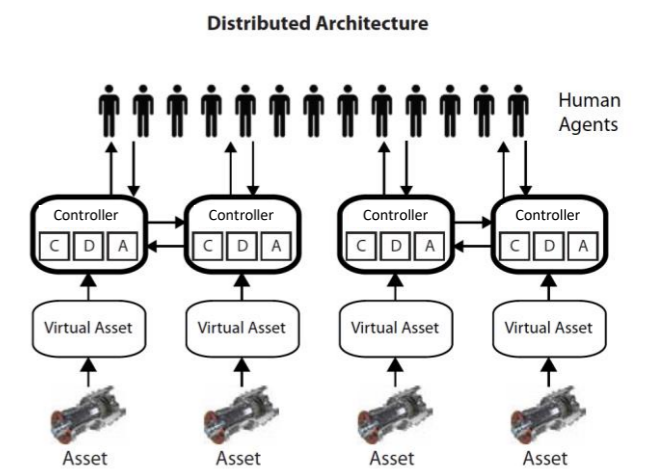 Distributed Architecture
Human
Agents
Controller Controller Controller Controller
C D A C D A C D A C D A
Virtual Asset Virtual Asset Virtual Asset Virtual Asset
Asset Asset Asset Asset